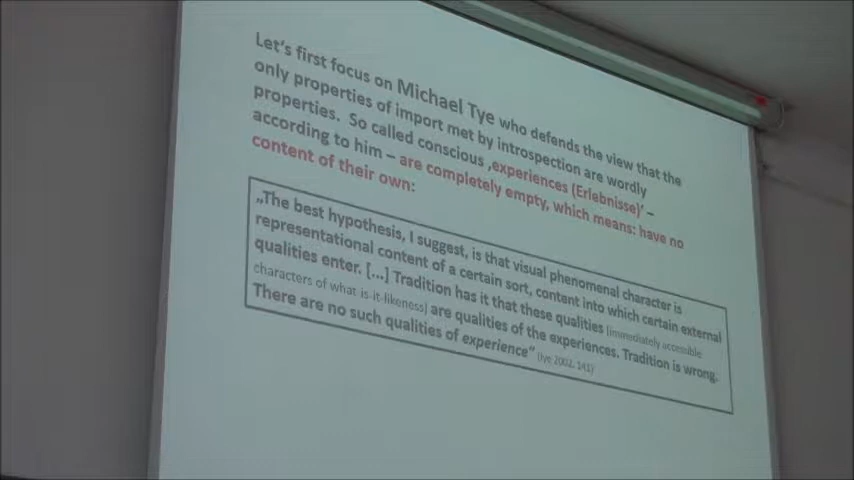 Let's first focus on Michael Tye who defends the view that the
only properties of import met by introspection are wordly
properties. So called conscious ‚experiences (Erlebnisse)' –
according to him – are completely empty, which means: have no
content of their own:
„The best hypothesis, I suggest, is that visual phenomenal character is
representational content of a certain sort, content into which certain external
qualities enter. [...] Tradition has it that these qualities (immediately accessible
characters of what is-it-likeness) are qualities of the experiences. Tradition is wrong.
There are no such qualities of experience“ (Tye 2002, 141)